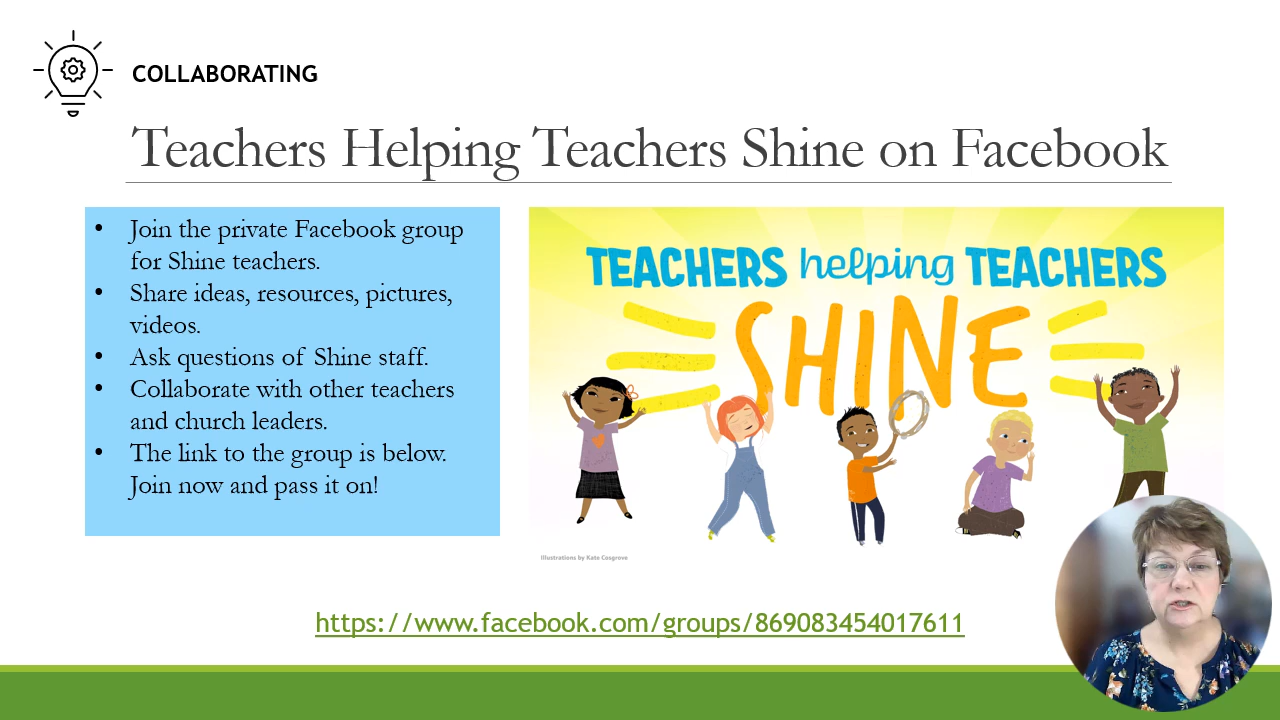 COLLABORATING
Teachers Helping Teachers Shine on Facebook
• Join the private Facebook group
for Shine teachers.
• Share ideas, resources, pictures,
videos.
• Ask questions of Shine staff.
• Collaborate with other teachers
and church leaders.
• The link to the group is below.
Join now and pass it on!
TEACHERS helping TEACHERS
SHINE
Illustrations by Kate Cosgrove
https://www.facebook.com/groups/869083454017611